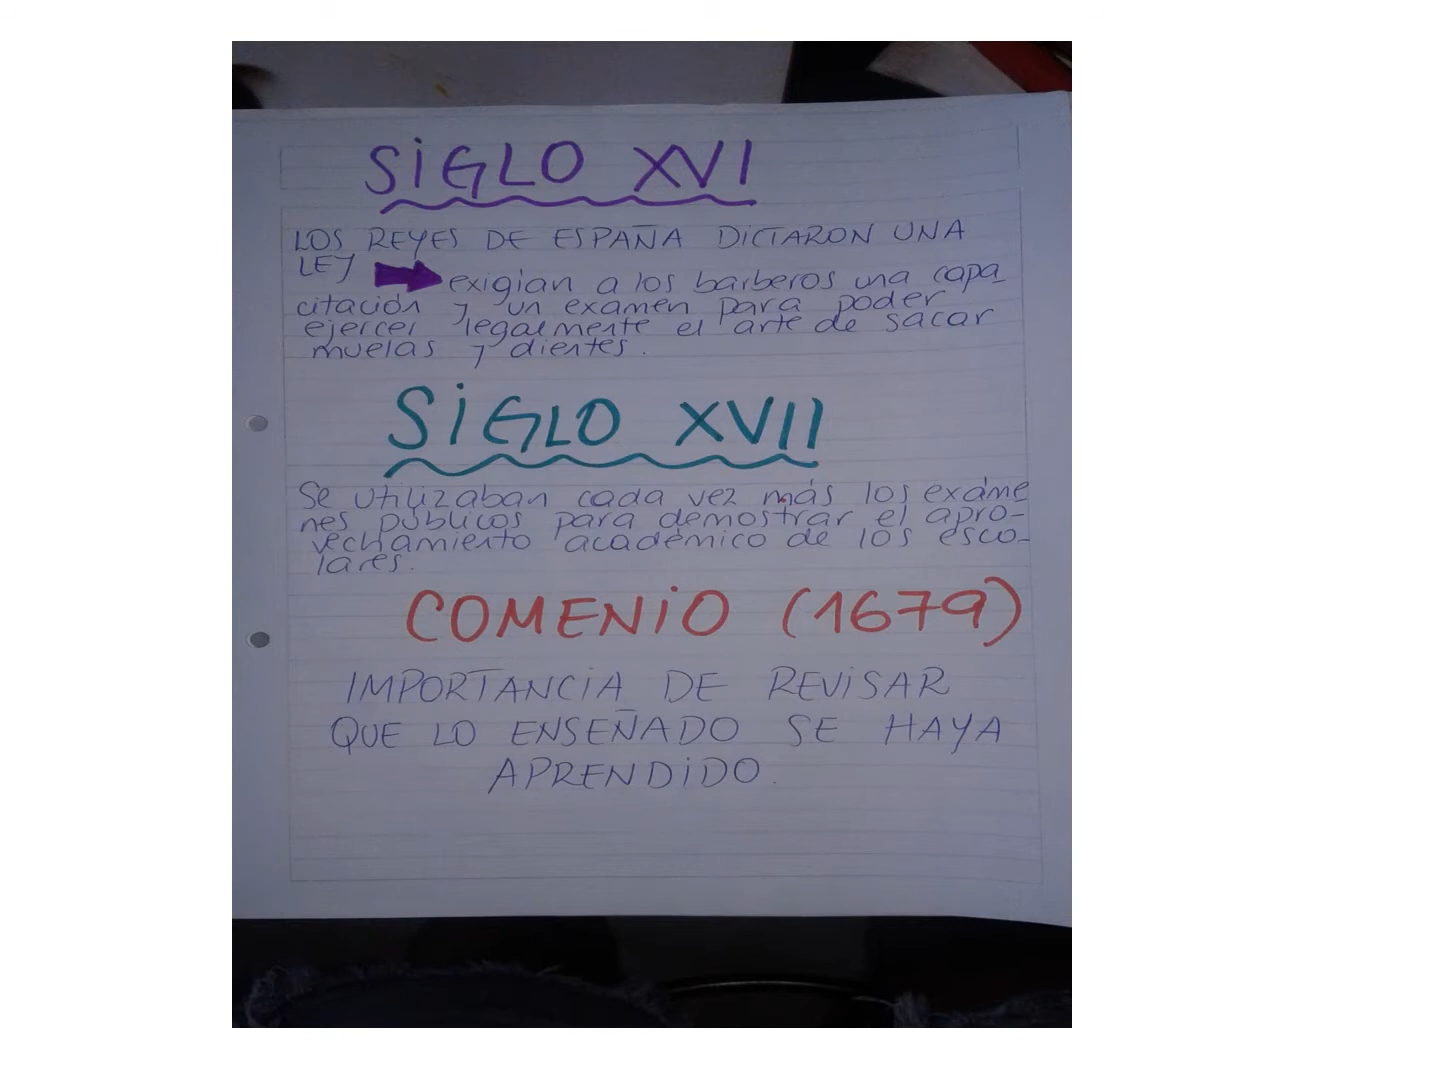 SiGLO XVI
LOS REYES DE ESPAÑA DICTARON UNA
LEY
exigían a los barberos una capa_
citación y un examen para poder
ejercer legalmente el arte de sacar
muelas y dientes.
SiGLO XVII
Se utilizaban cada vez más los exáme
nes públicos para demostrar el apro-
vechamiento académico de los esco-
lares.
COMENiO (1679)
IMPORTANCiA DE REViSAR
QUE LO ENSEÑADO SE HAYA
APRENDiDO.